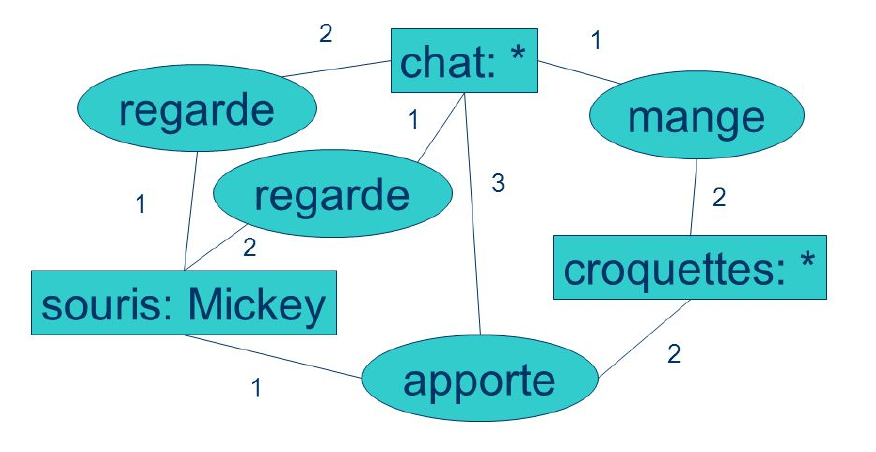 2
chat: *
1
regarde
mange
1
regarde
3
1
2
2
souris: Mickey
croquettes: *
2
apporte
1